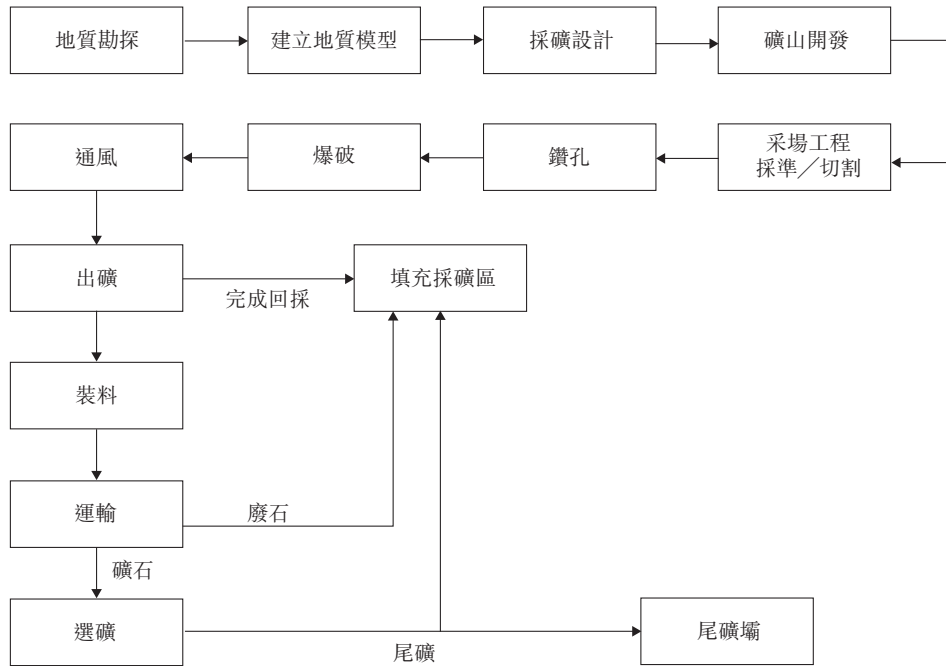 地質勘探
建立地質模型
採礦設計
礦山開發
通風
爆破
鑽孔
采場工程
採準／切割
出礦
完成回採
填充採礦區
裝料
運輸
廢石
礦石
選礦
尾礦
尾礦壩